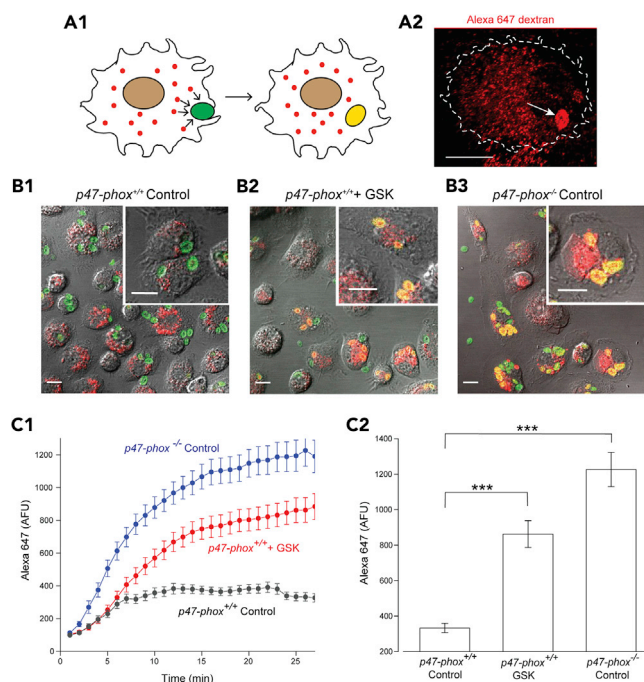 A1
A2
Alexa 647 dextran
B1
p47-phox+/+ Control
B2
p47-phox+/++ GSK
B3
p47-phox-/- Control
C1
1200
1000
800
600
400
200
0
Alexa 647 (AFU)
p47-phox -/- Control
p47-phox+/++ GSK
p47-phox+/+ Control
0
5
10
15
20
25
Time (min)
C2
1400
1200
1000
800
600
400
200
Alexa 647 (AFU)
***
***
p47-phox+/+
Control
p47-phox+/+
GSK
p47-phox-/-
Control